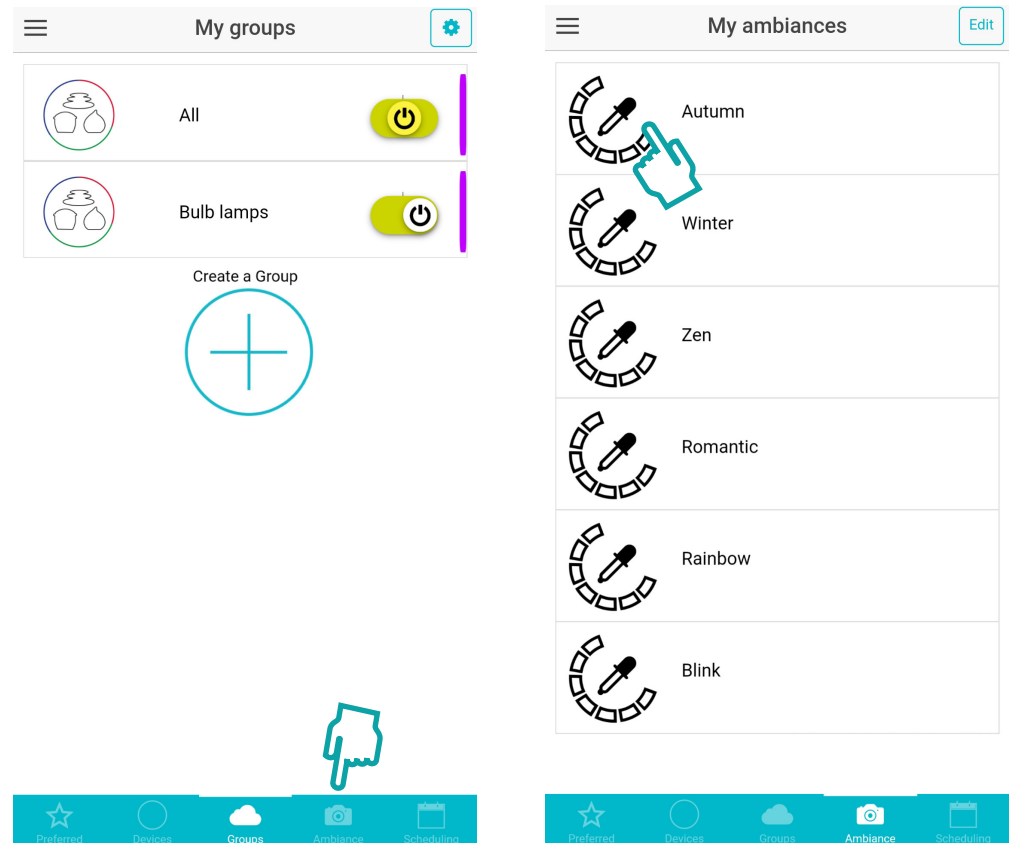 My groups
All
Bulb lamps
Create a Group
Preferred Devices Groups Ambiance Scheduling
My ambiances Edit
Autumn
Winter
Zen
Romantic
Rainbow
Blink
Preferred Devices Groups Ambiance Scheduling